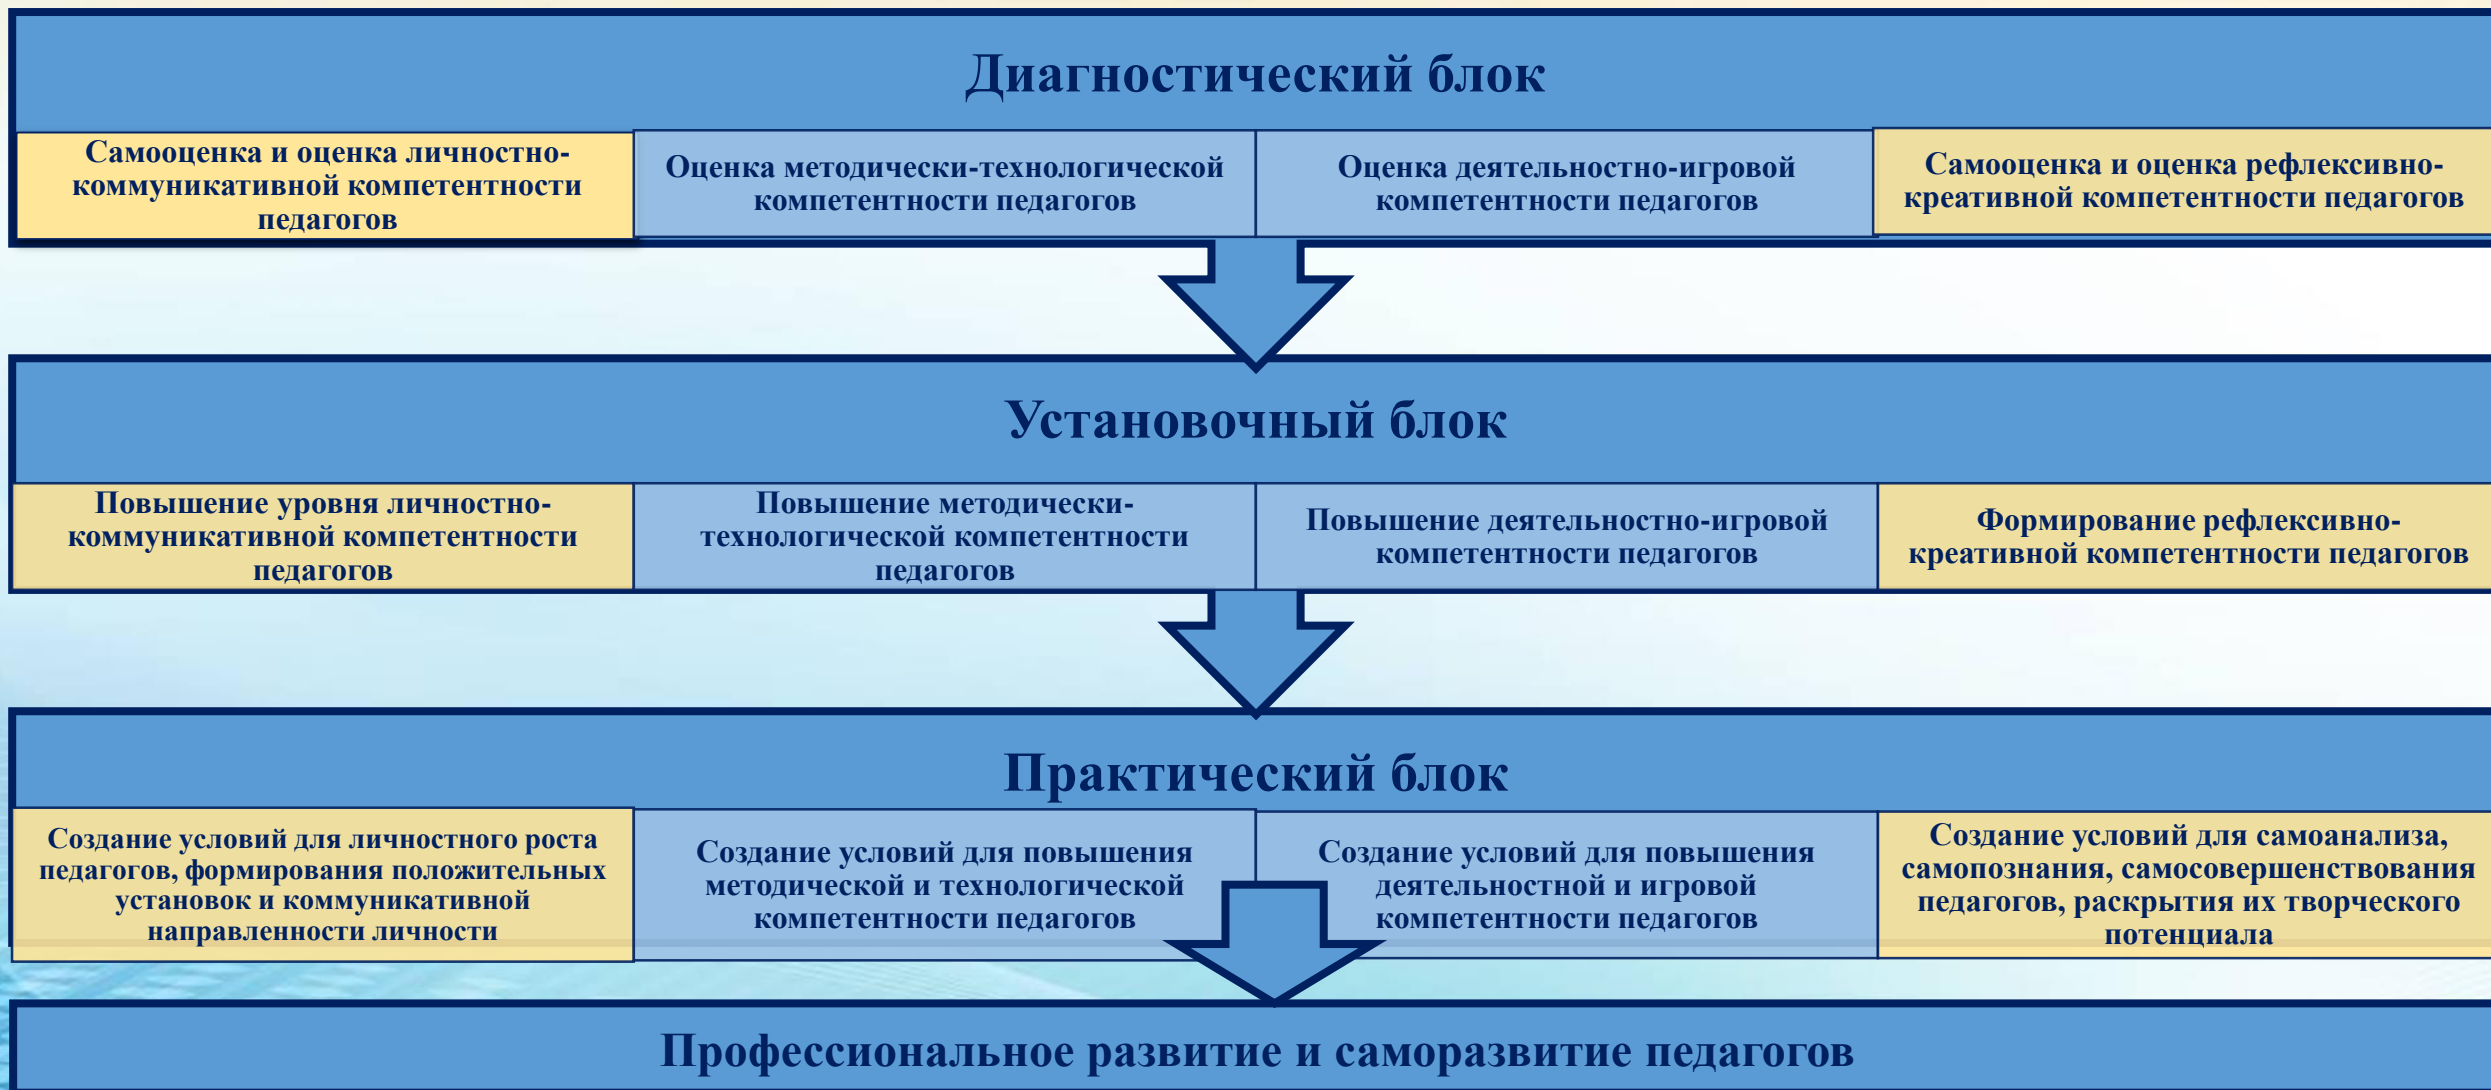 Диагностический блок
Самооценка и оценка личностно-
коммуникативной компетентности
педагогов
Оценка методически-технологической
компетентности педагогов
Оценка деятельностно-игровой
компетентности педагогов
Самооценка и оценка рефлексивно-
креативной компетентности педагогов
Установочный блок
Повышение уровня личностно-
коммуникативной компетентности
педагогов
Повышение методически-
технологической компетентности
педагогов
Повышение деятельностно-игровой
компетентности педагогов
Формирование рефлексивно-
креативной компетентности педагогов
Практический блок
Создание условий для личностного роста
педагогов, формирования положительных
установок и коммуникативной
направленности личности
Создание условий для повышения
методической и технологической
компетентности педагогов
Создание условий для повышения
деятельностной и игровой
компетентности педагогов
Создание условий для самоанализа,
самопознания, самосовершенствования
педагогов, раскрытия их творческого
потенциала
Профессиональное развитие и саморазвитие педагогов